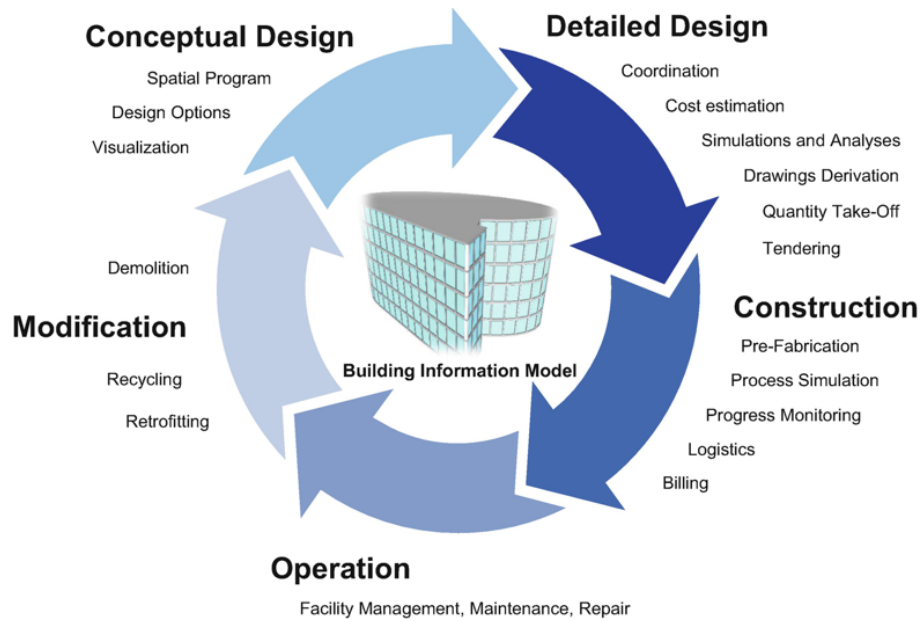 Conceptual Design
Spatial Program
Design Options
Visualization
Detailed Design
Coordination
Cost estimation
Simulations and Analyses
Drawings Derivation
Quantity Take-Off
Tendering
Construction
Pre-Fabrication
Process Simulation
Progress Monitoring
Logistics
Billing
Operation
Facility Management, Maintenance, Repair
Demolition
Modification
Recycling
Retrofitting
Building Information Model